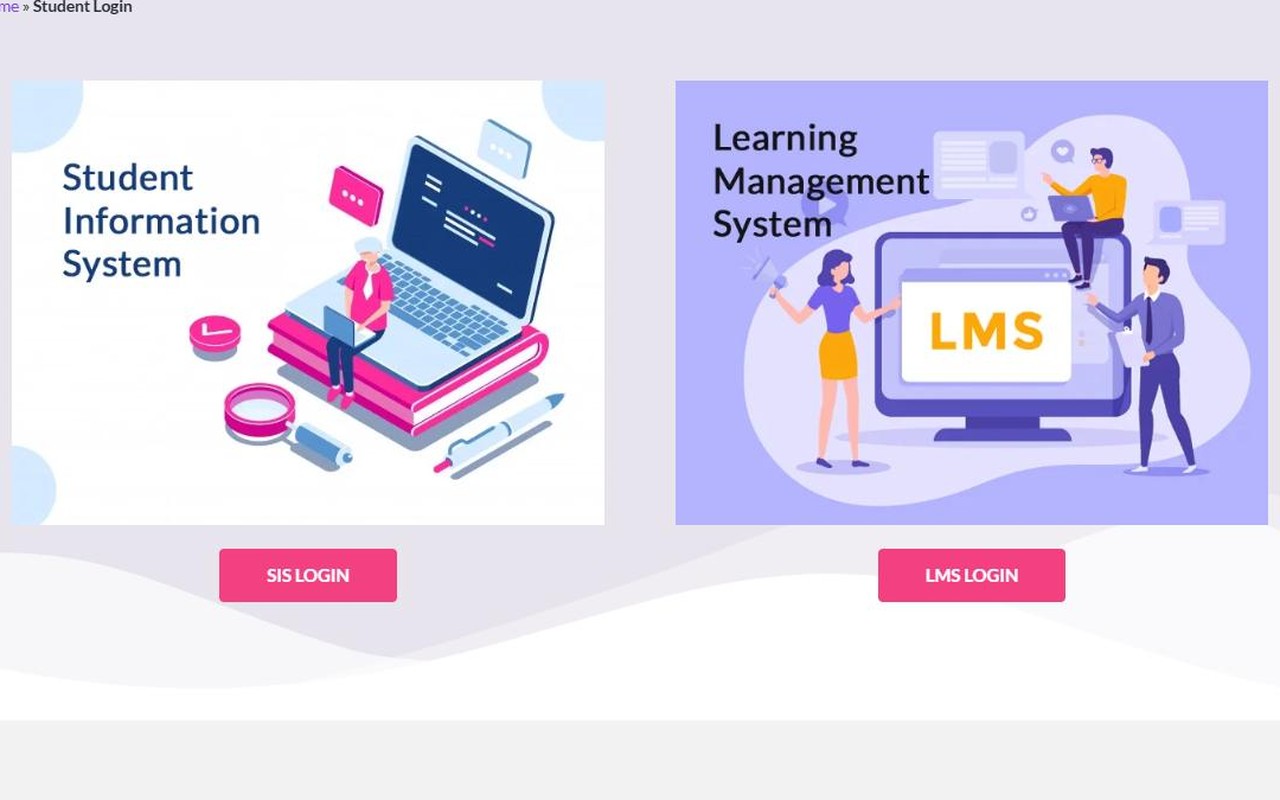 me » Student Login
Student
Information
System
Learning
Management
System
LMS
SIS LOGIN
LMS LOGIN